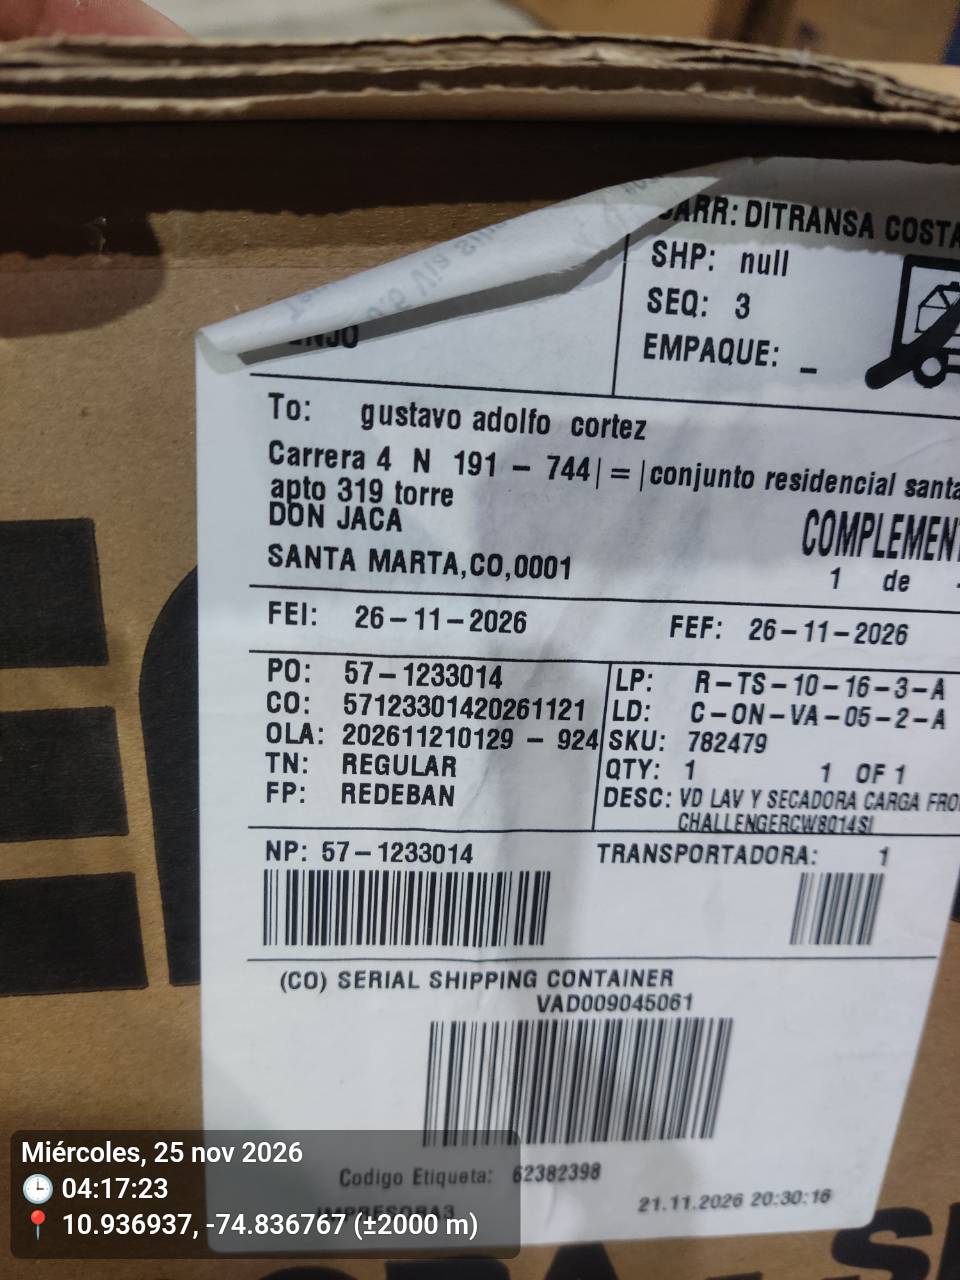 CARR: DITRANSA COSTA
SHP: null
SEQ: 3
EMPAQUE: _
To: gustavo adolfo cortez
Carrera 4 N 191 - 744| = |conjunto residencial santa
apto 319 torre
DON JACA
COMPLEMEN
SANTA MARTA,CO,0001
1 de
FEI: 26-11-2026
FEF: 26-11-2026
PO: 57-1233014
LP: R-TS-10-16-3-A
CO: 57123301420261121
LD: C-ON-VA-05-2-A
OLA: 202611210129 - 924
SKU: 782479
TN: REGULAR
QTY: 1 1 OF 1
FP: REDEBAN
DESC: VD LAV Y SECADORA CARGA FRO
CHALLENGERCW8014SI
NP: 57-1233014
TRANSPORTADORA: 1
(CO) SERIAL SHIPPING CONTAINER
VAD009045061
Codigo Etiqueta: 62382398
IMPRESORA3
21.11.2026 20:30:16
Miércoles, 25 nov 2026
04:17:23
10.936937, -74.836767 (±2000 m)